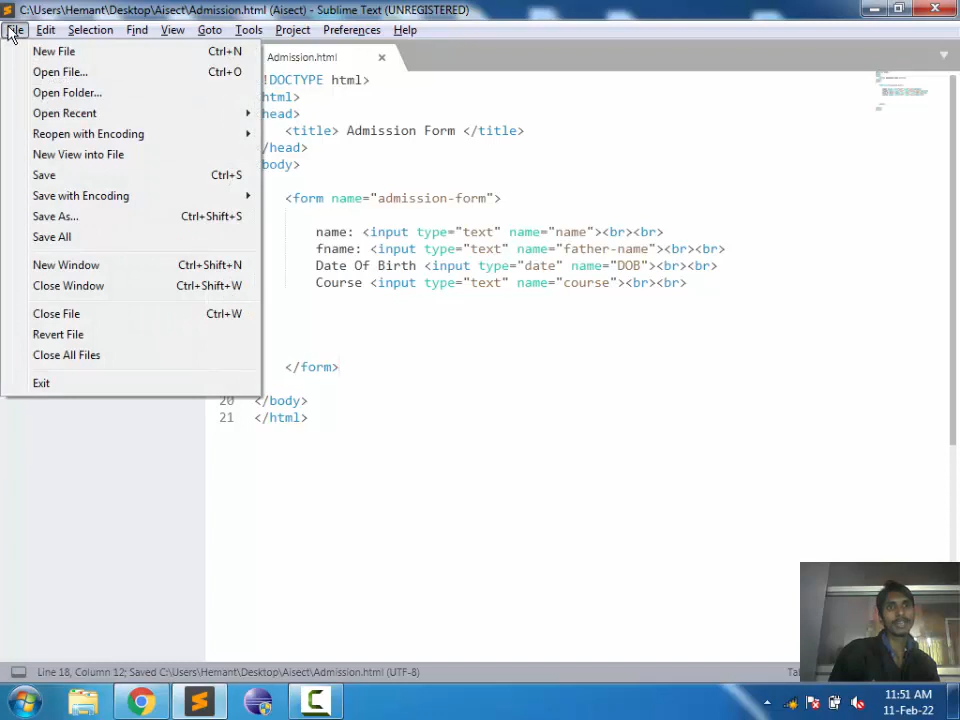 C:\Users\Hemant\Desktop\Aisect\Admission.html (Aisect) - Sublime Text (UNREGISTERED)
File Edit Selection Find View Goto Tools Project Preferences Help
New File Ctrl+N
Open File... Ctrl+O
Open Folder...
Open Recent
Reopen with Encoding
New View into File
Save Ctrl+S
Save with Encoding
Save As... Ctrl+Shift+S
Save All
New Window Ctrl+Shift+N
Close Window Ctrl+Shift+W
Close File Ctrl+W
Revert File
Close All Files
Exit
Admission.html
!DOCTYPE html>
html>
head>
<title> Admission Form </title>
/head>
body>
<form name="admission-form">
name: <input type="text" name="name"><br><br>
fname: <input type="text" name="father-name"><br><br>
Date Of Birth <input type="date" name="DOB"><br><br>
Course <input type="text" name="course"><br><br>
</form>
20 </body>
21 </html>
Line 18, Column 12; Saved C:\Users\Hemant\Desktop\Aisect\Admission.html (UTF-8)
11:51 AM
11-Feb-22